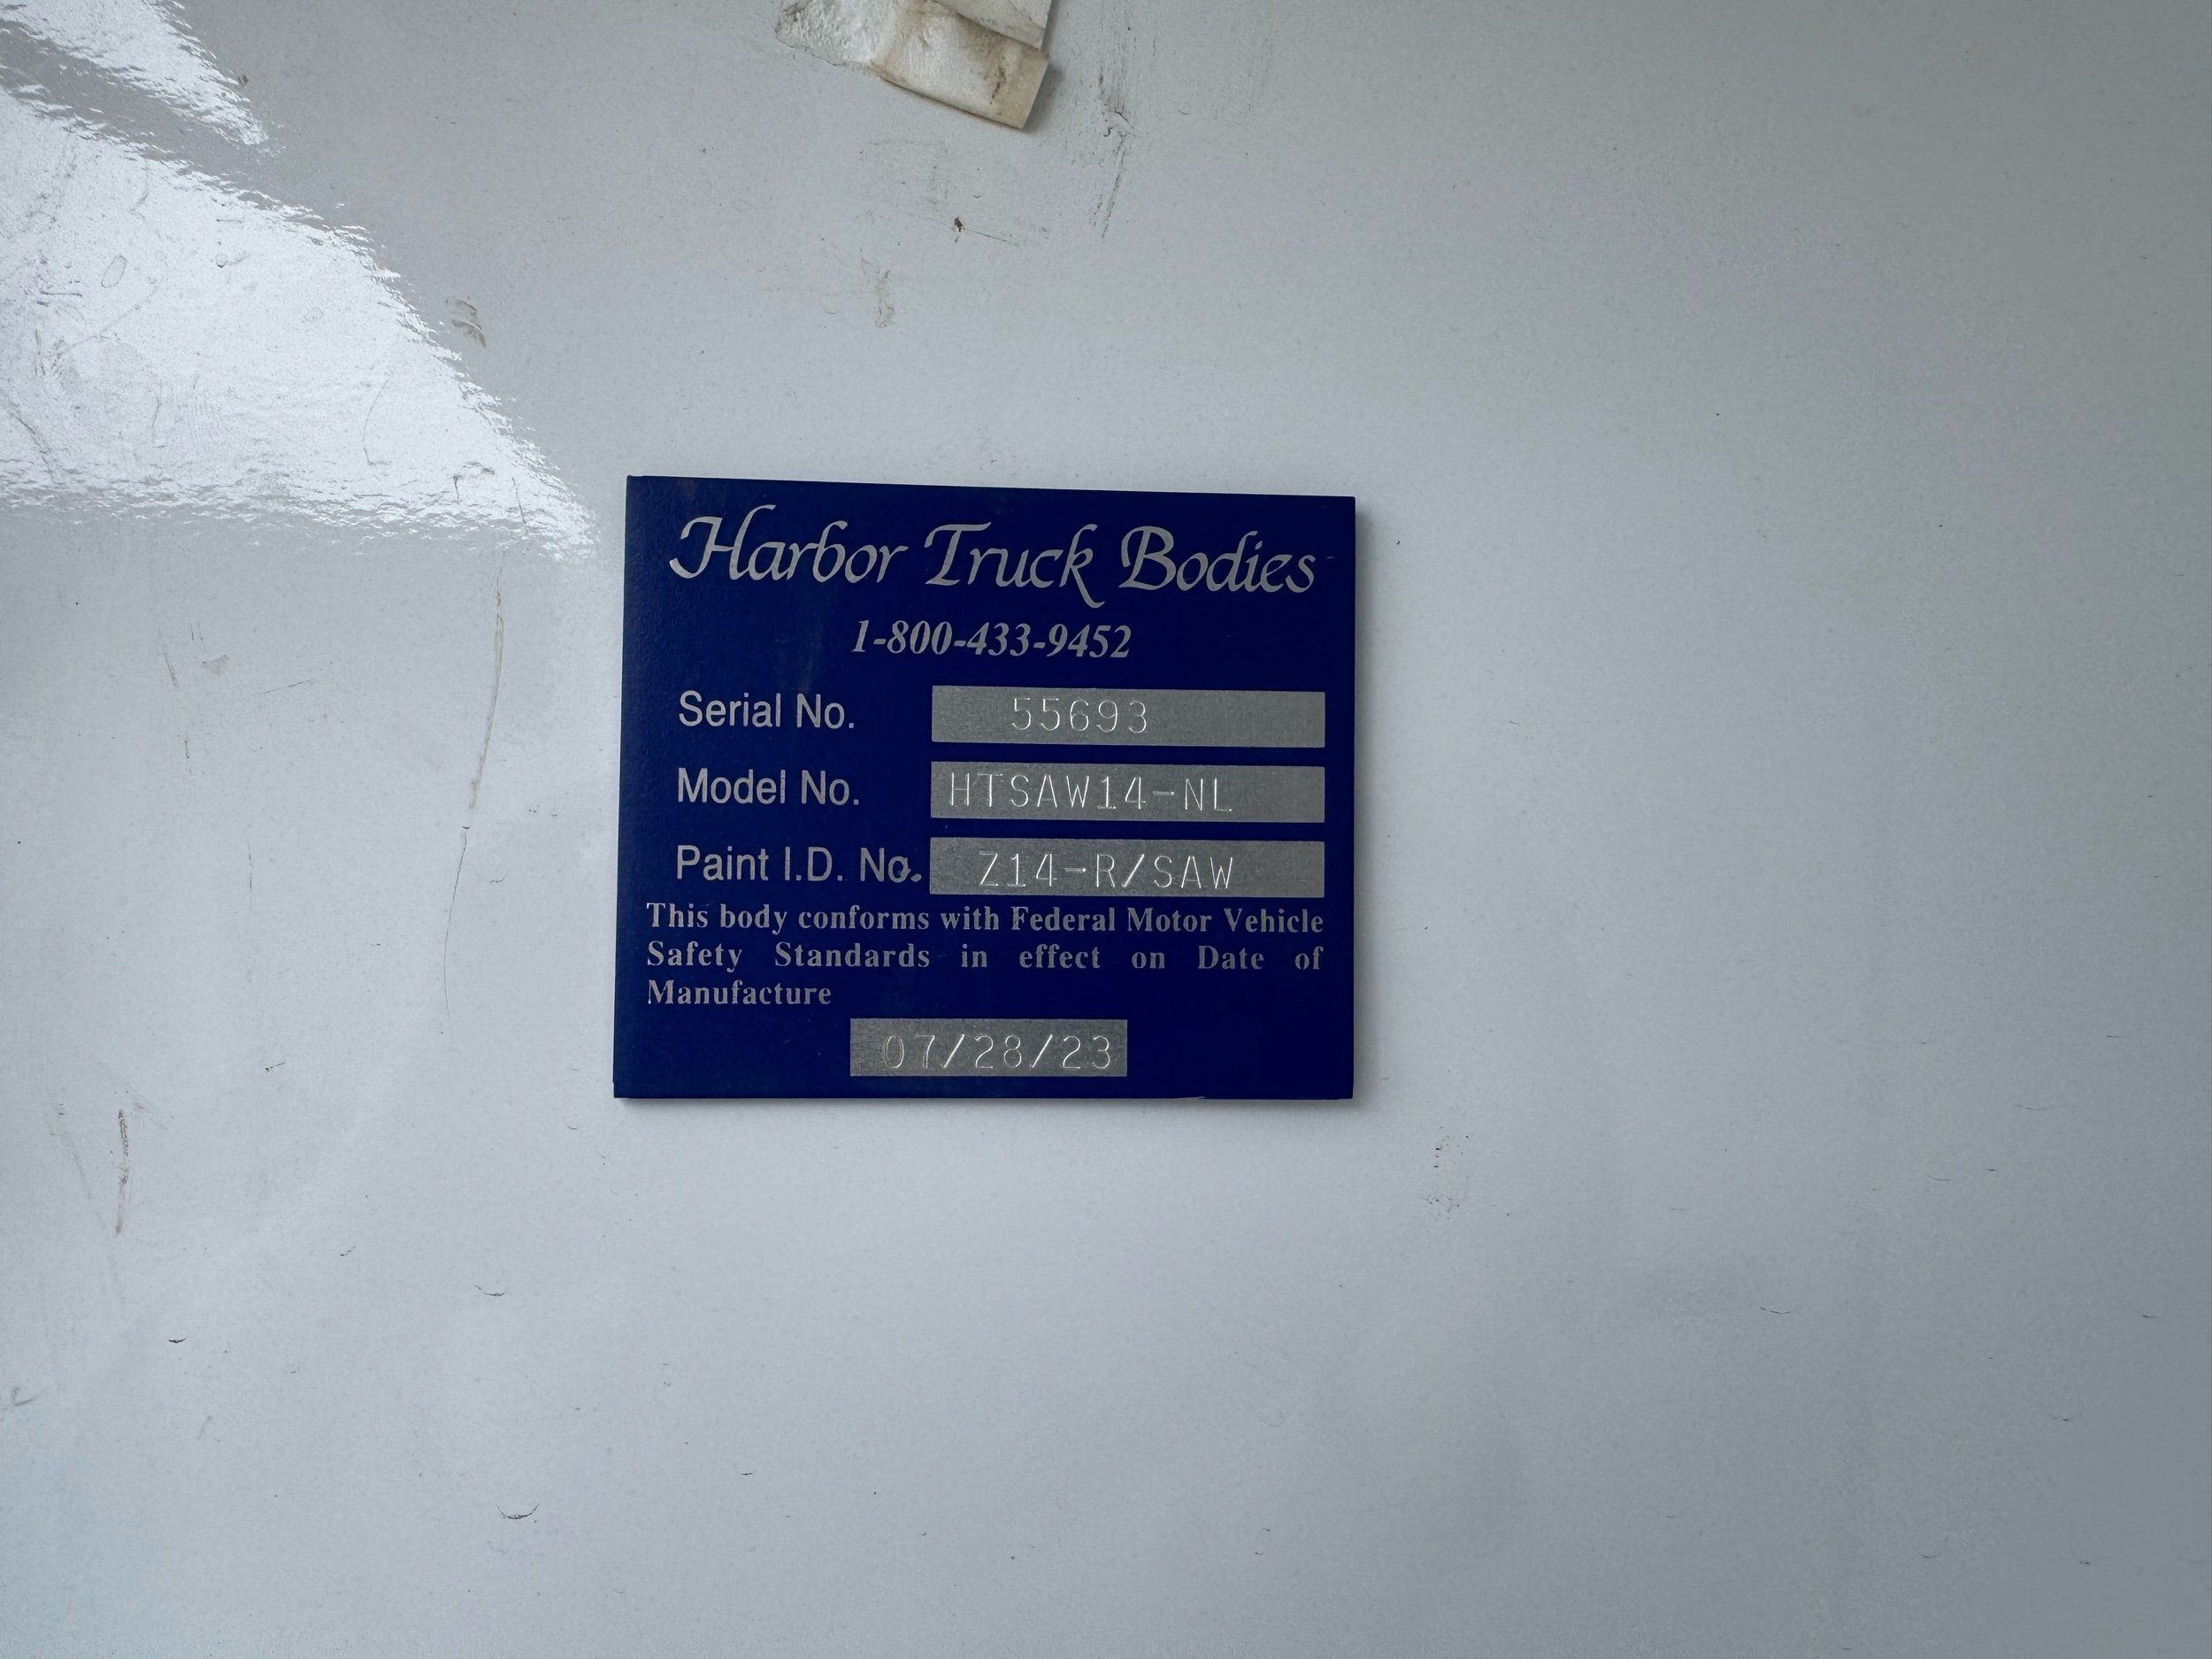 Harbor Truck Bodies
1-800-433-9452
Serial No. 55693
Model No. HTSAW14-NL
Paint I.D. No. Z14-R/SAW
This body conforms with Federal Motor Vehicle
Safety Standards in effect on Date of
Manufacture
07/28/23